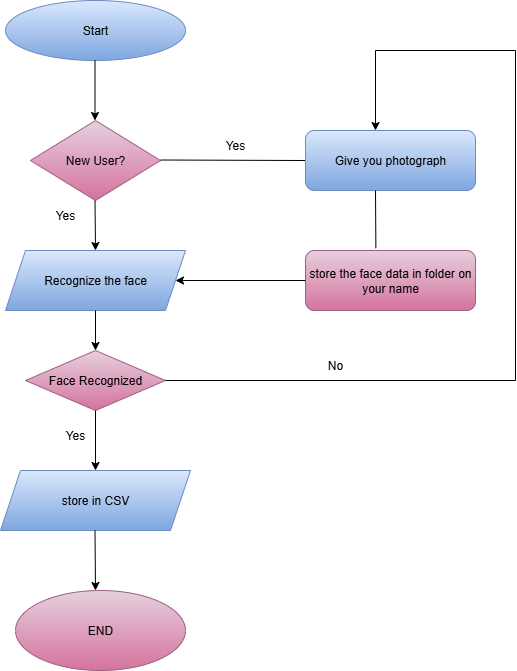 Start
New User?
Yes
Give you photograph
Yes
Recognize the face
store the face data in folder on
your name
Face Recognized
No
Yes
store in CSV
END